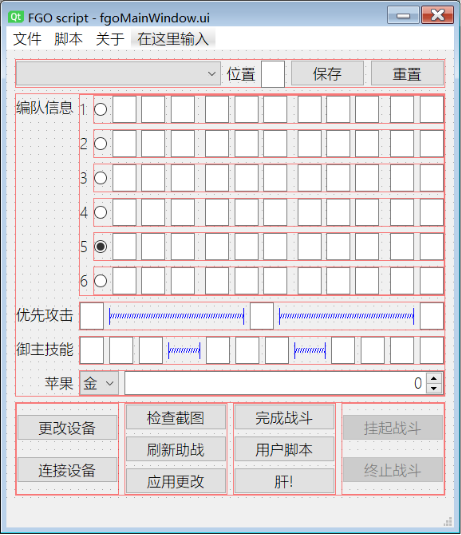 FGO script - fgoMainWindow.ui
文件 脚本 关于 在这里输入
位置 保存 重置
编队信息 1
2
3
4
5
6
优先攻击
御主技能
苹果 金 0
更改设备 检查截图 完成战斗 挂起战斗
刷新助战 用户脚本
连接设备 应用更改 肝! 终止战斗